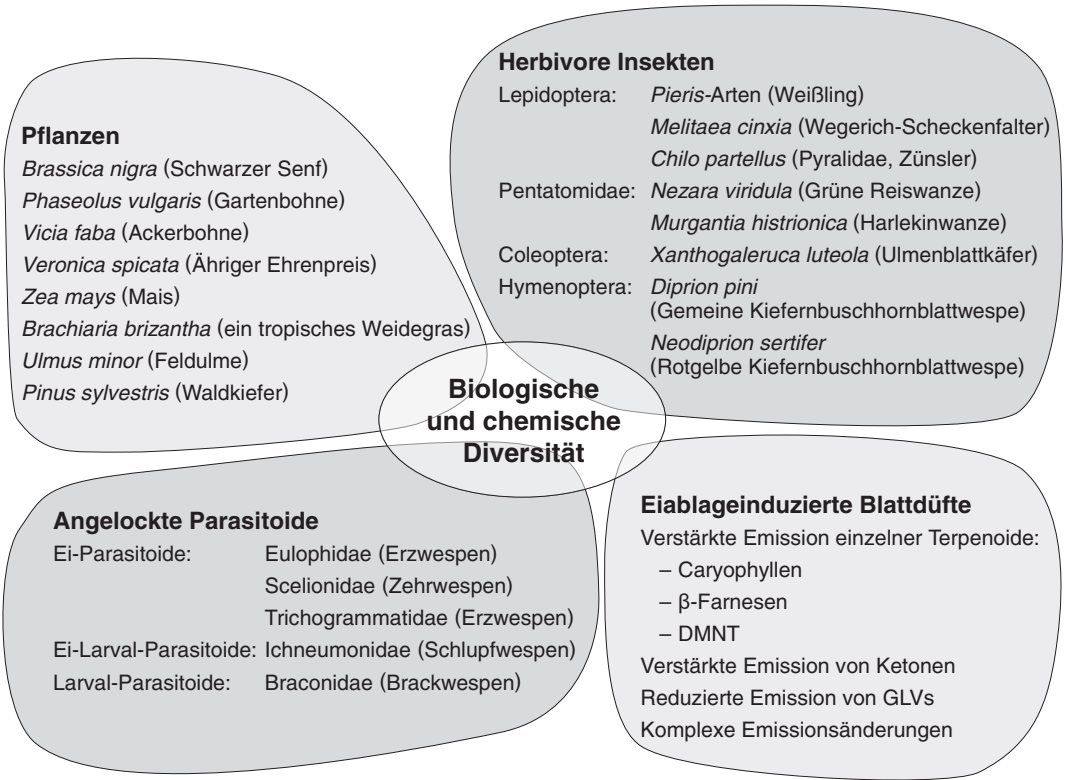 Pflanzen
Brassica nigra (Schwarzer Senf)
Phaseolus vulgaris (Gartenbohne)
Vicia faba (Ackerbohne)
Veronica spicata (Ähriger Ehrenpreis)
Zea mays (Mais)
Brachiaria brizantha (ein tropisches Weidegras)
Ulmus minor (Feldulme)
Pinus sylvestris (Waldkiefer)
Herbivore Insekten
Lepidoptera: Pieris-Arten (Weißling)
Melitaea cinxia (Wegerich-Scheckenfalter)
Chilo partellus (Pyralidae, Zünsler)
Pentatomidae: Nezara viridula (Grüne Reiswanze)
Murgantia histrionica (Harlekinwanze)
Coleoptera: Xanthogaleruca luteola (Ulmenblattkäfer)
Hymenoptera: Diprion pini
(Gemeine Kiefernbuschhornblattwespe)
Neodiprion sertifer
(Rotgelbe Kiefernbuschhornblattwespe)
Biologische
und chemische
Diversität
Angelockte Parasitoide
Ei-Parasitoide: Eulophidae (Erzwespen)
Scelionidae (Zehrwespen)
Trichogrammatidae (Erzwespen)
Ei-Larval-Parasitoide: Ichneumonidae (Schlupfwespen)
Larval-Parasitoide: Braconidae (Brackwespen)
Eiablageinduzierte Blattdüfte
Verstärkte Emission einzelner Terpenoide:
– Caryophyllen
– β-Farnesen
– DMNT
Verstärkte Emission von Ketonen
Reduzierte Emission von GLVs
Komplexe Emissionsänderungen